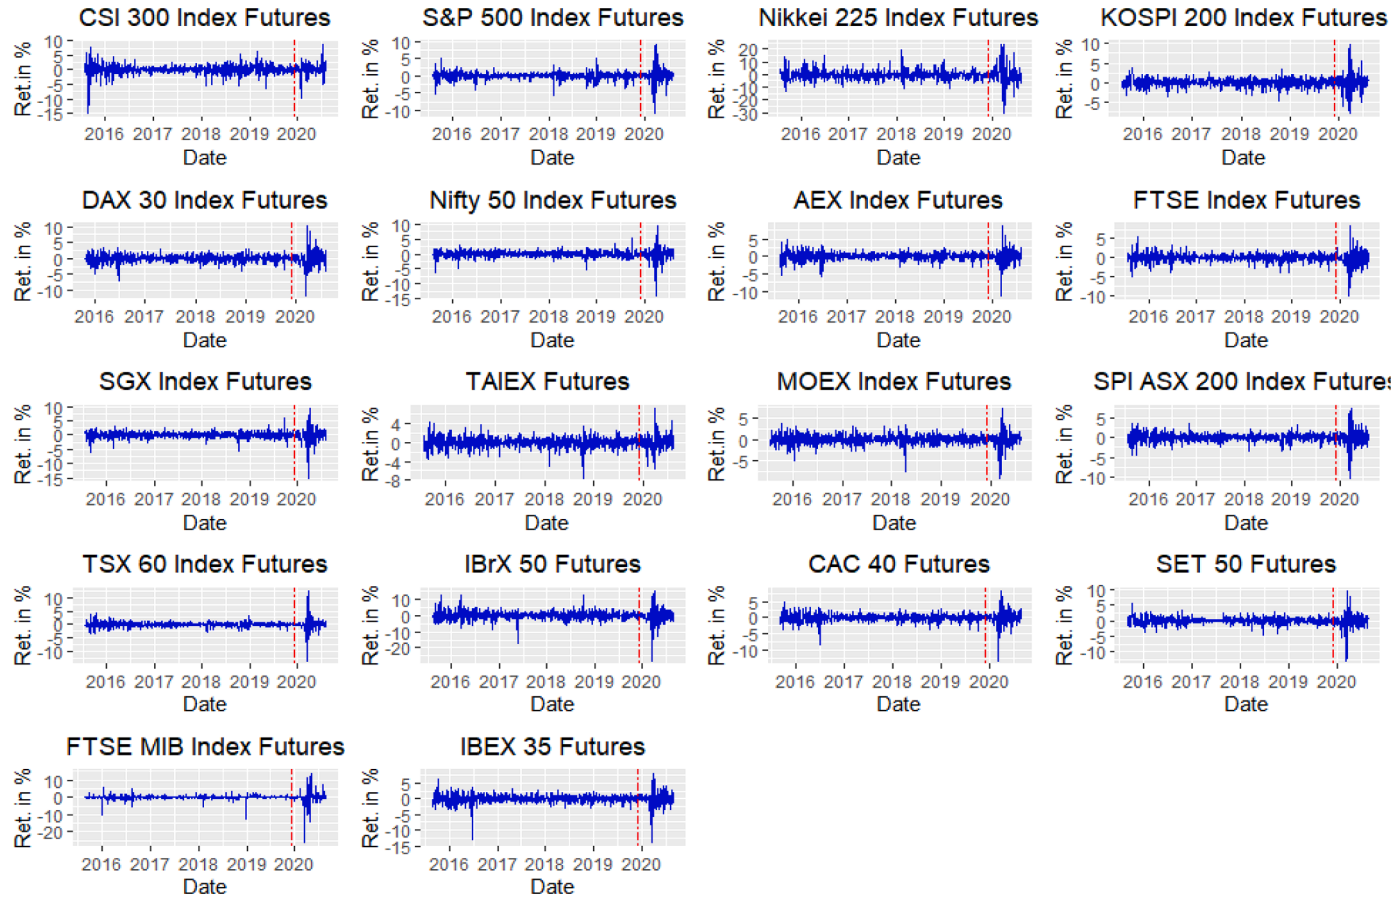 CSI 300 Index Futures
Ret.in %
10
5
0
-5
-10
-15
2016 2017 2018 2019 2020
Date
S&P 500 Index Futures
Ret. in %
10
5
0
-5
-10
2016 2017 2018 2019 2020
Date
Nikkei 225 Index Futures
Ret. in %
20
10
0
-10
-20
-30
2016 2017 2018 2019 2020
Date
KOSPI 200 Index Futures
Ret. in %
10
5
0
-5
2016 2017 2018 2019 2020
Date
DAX 30 Index Futures
Ret. in %
10
5
0
-5
-10
2016 2017 2018 2019 2020
Date
Nifty 50 Index Futures
Ret. in %
10
5
0
-5
-10
-15
2016 2017 2018 2019 2020
Date
AEX Index Futures
Ret. in %
5
0
-5
-10
2016 2017 2018 2019 2020
Date
FTSE Index Futures
Ret. in %
5
0
-5
-10
2016 2017 2018 2019 2020
Date
SGX Index Futures
Ret.in %
10
5
0
-5
-10
-15
2016 2017 2018 2019 2020
Date
TAIEX Futures
Ret. in %
4
0
-4
-8
2016 2017 2018 2019 2020
Date
MOEX Index Futures
Ret. in %
5
0
-5
2016 2017 2018 2019 2020
Date
SPI ASX 200 Index Futures
Ret. in %
5
0
-5
-10
2016 2017 2018 2019 2020
Date
TSX 60 Index Futures
Ret. in %
10
5
0
-5
-10
2016 2017 2018 2019 2020
Date
IBrX 50 Futures
Ret. in %
10
0
-10
-20
2016 2017 2018 2019 2020
Date
CAC 40 Futures
Ret. in %
5
0
-5
-10
2016 2017 2018 2019 2020
Date
SET 50 Futures
Ret. in %
5
0
-5
-10
2016 2017 2018 2019 2020
Date
FTSE MIB Index Futures
Ret. in %
10
0
-10
-20
2016 2017 2018 2019 2020
Date
IBEX 35 Futures
Ret. in %
5
0
-5
-10
-15
2016 2017 2018 2019 2020
Date